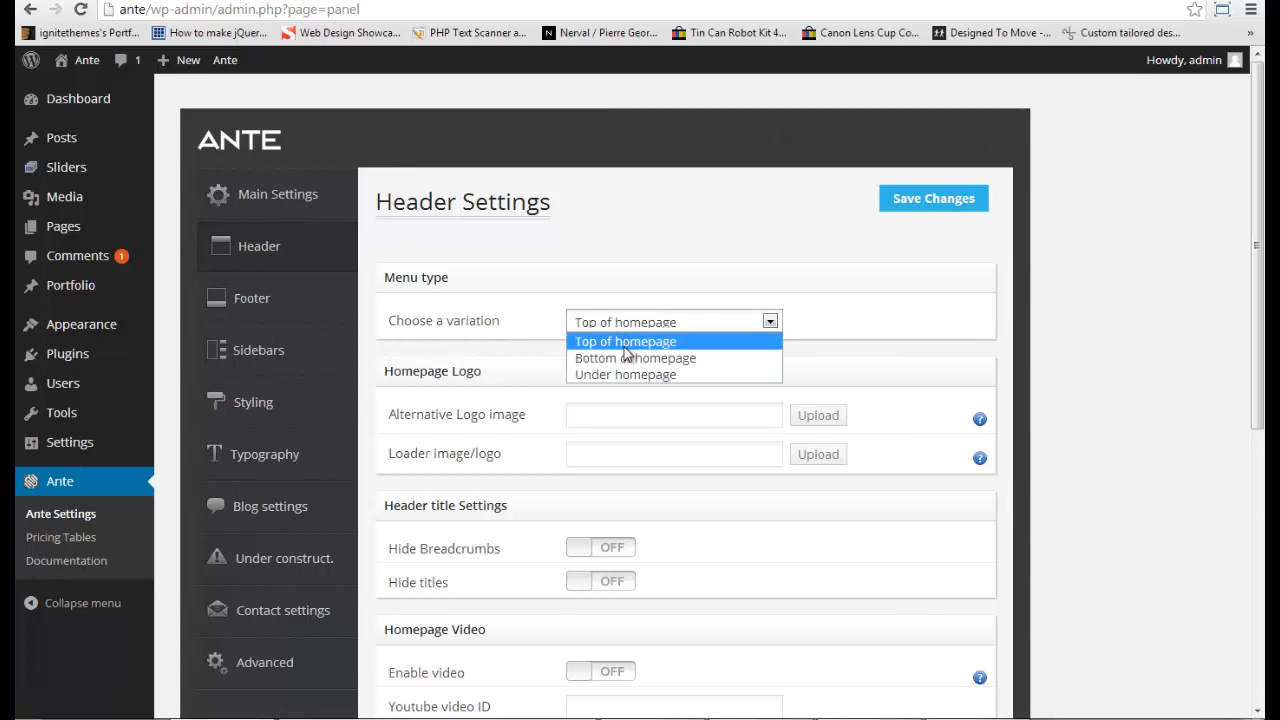 ante/wp-admin/admin.php?page=panel
ignitethemes's Portf... How to make jQuer... Web Design Showca... PHP Text Scanner a... Nerval / Pierre Geor... Tin Can Robot Kit 4... Canon Lens Cup Co... Designed To Move -... Custom tailored des... »
Ante 1 New Ante Howdy, admin
Dashboard
Posts
Sliders
Media
Pages
Comments 1
Portfolio
Appearance
Plugins
Users
Tools
Settings
Ante
Ante Settings
Pricing Tables
Documentation
Collapse menu
ANTE
Main Settings
Header
Footer
Sidebars
Styling
Typography
Blog settings
Under construct.
Contact settings
Advanced
Header Settings
Save Changes
Menu type
Choose a variation Top of homepage
Top of homepage
Bottom of homepage
Under homepage
Homepage Logo
Alternative Logo image Upload ?
Loader image/logo Upload ?
Header title Settings
Hide Breadcrumbs OFF
Hide titles OFF
Homepage Video
Enable video OFF ?
Youtube video ID